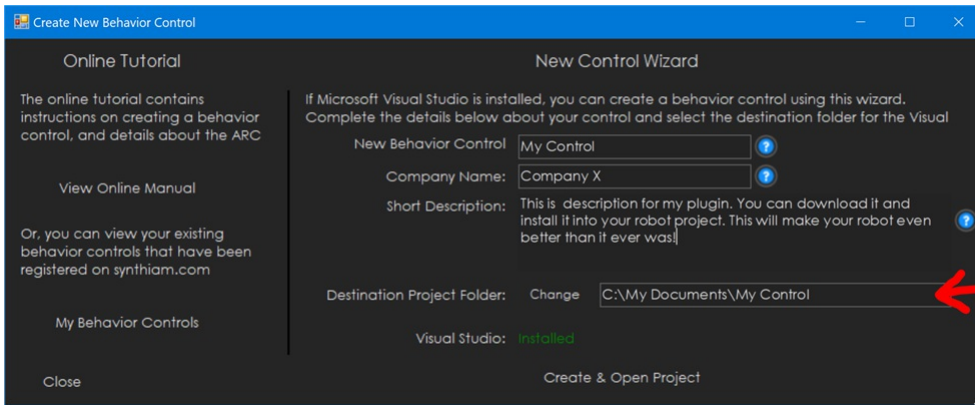 Create New Behavior Control
Online Tutorial
The online tutorial contains
instructions on creating a behavior
control, and details about the ARC
View Online Manual
Or, you can view your existing
behavior controls that have been
registered on synthiam.com
My Behavior Controls
Close
New Control Wizard
If Microsoft Visual Studio is installed, you can create a behavior control using this wizard.
Complete the details below about your control and select the destination folder for the Visual
New Behavior Control My Control ?
Company Name: Company X ?
Short Description: This is description for my plugin. You can download it and
install it into your robot project. This will make your robot even ?
better than it ever was!
Destination Project Folder: Change C:\My Documents\My Control
Visual Studio: Installed
Create & Open Project